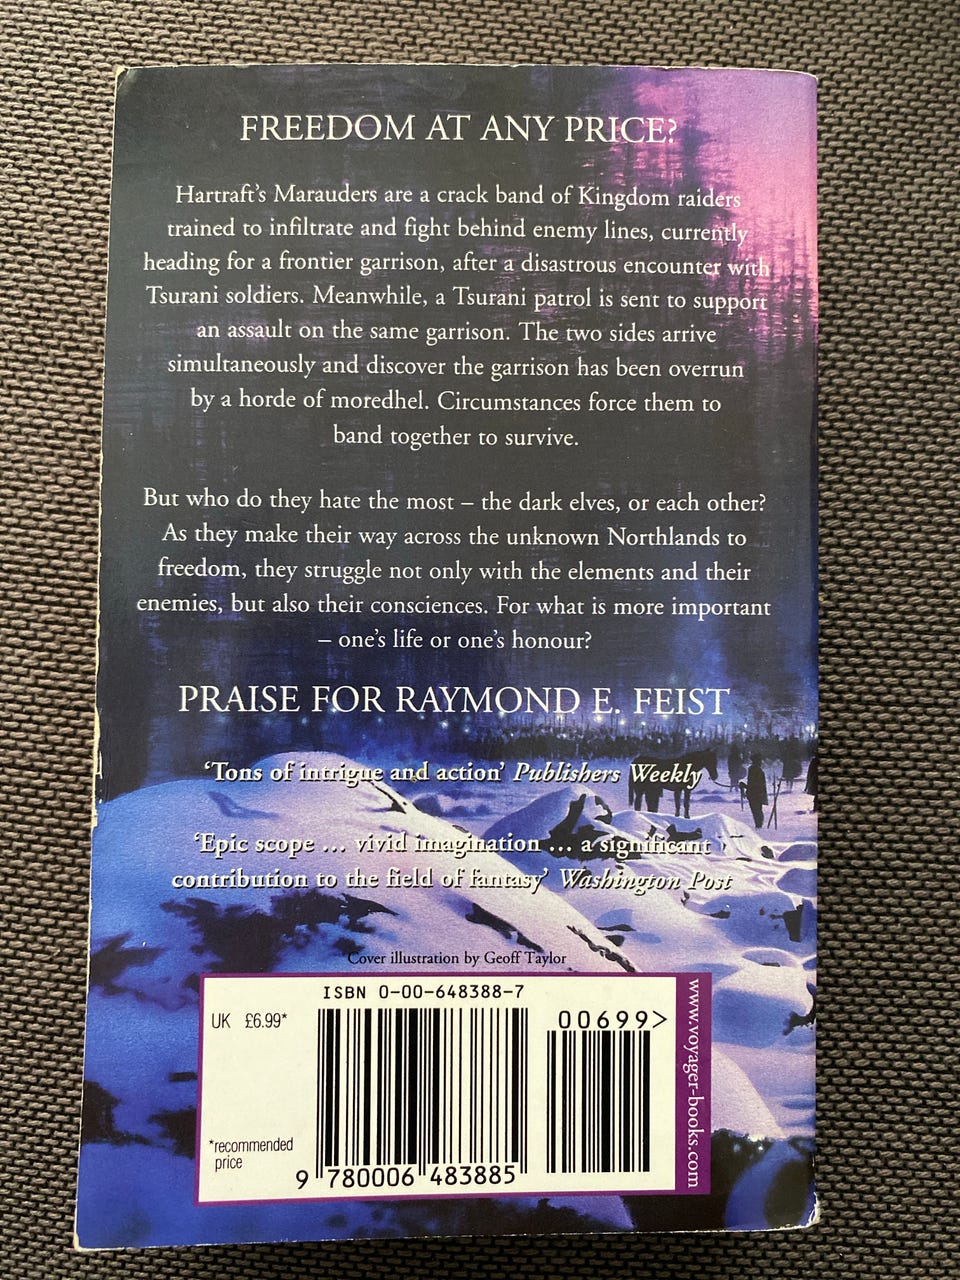 FREEDOM AT ANY PRICE?
Hartraft's Marauders are a crack band of Kingdom raiders
trained to infiltrate and fight behind enemy lines, currently
heading for a frontier garrison, after a disastrous encounter with
Tsurani soldiers. Meanwhile, a Tsurani patrol is sent to support
an assault on the same garrison. The two sides arrive
simultaneously and discover the garrison has been overrun
by a horde of moredhel. Circumstances force them to
band together to survive.
But who do they hate the most – the dark elves, or each other?
As they make their way across the unknown Northlands to
freedom, they struggle not only with the elements and their
enemies, but also their consciences. For what is more important
– one's life or one's honour?
PRAISE FOR RAYMOND E. FEIST
'Tons of intrigue and action' Publishers Weekly
'Epic scope ... vivid imagination ... a significant
contribution to the field of fantasy' Washington Post
Cover illustration by Geoff Taylor
ISBN 0-00-648388-7
UK £6.99*
00699>
*recommended
price
9 780006 483885
www.voyager-books.com